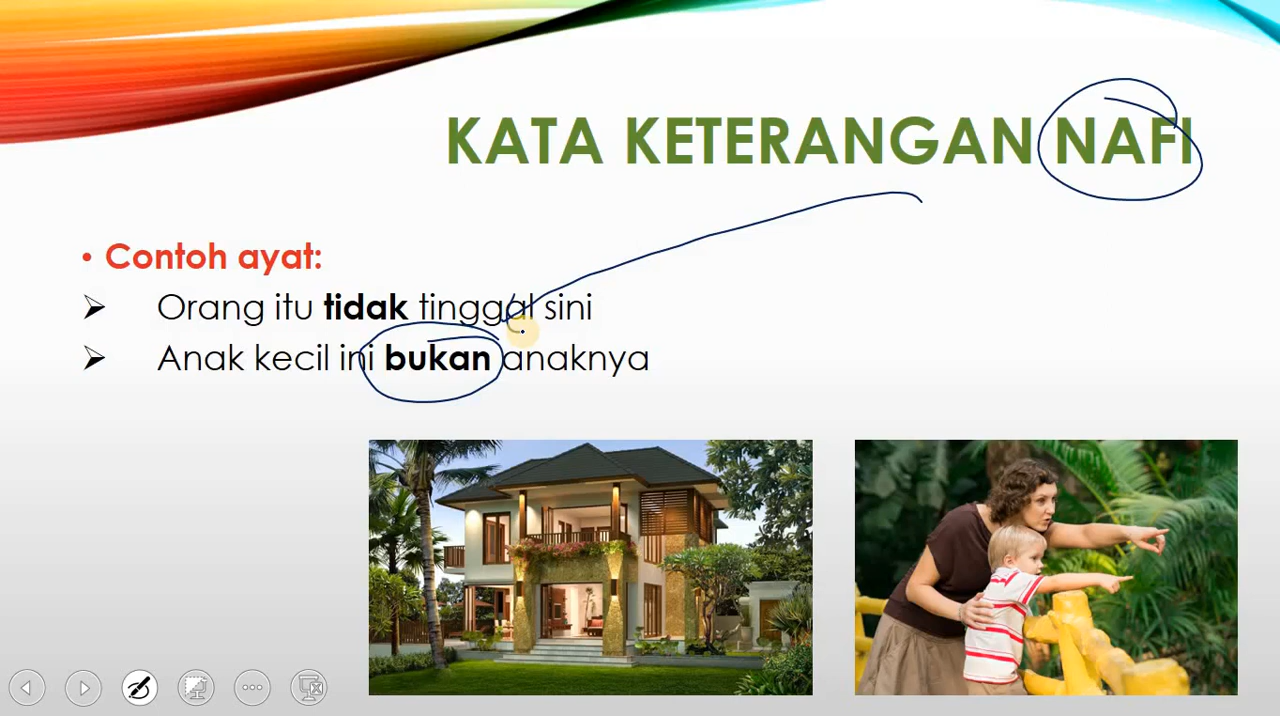 KATA KETERANGAN NAFI
• Contoh ayat:
➢ Orang itu tidak tinggal sini
➢ Anak kecil ini bukan anaknya